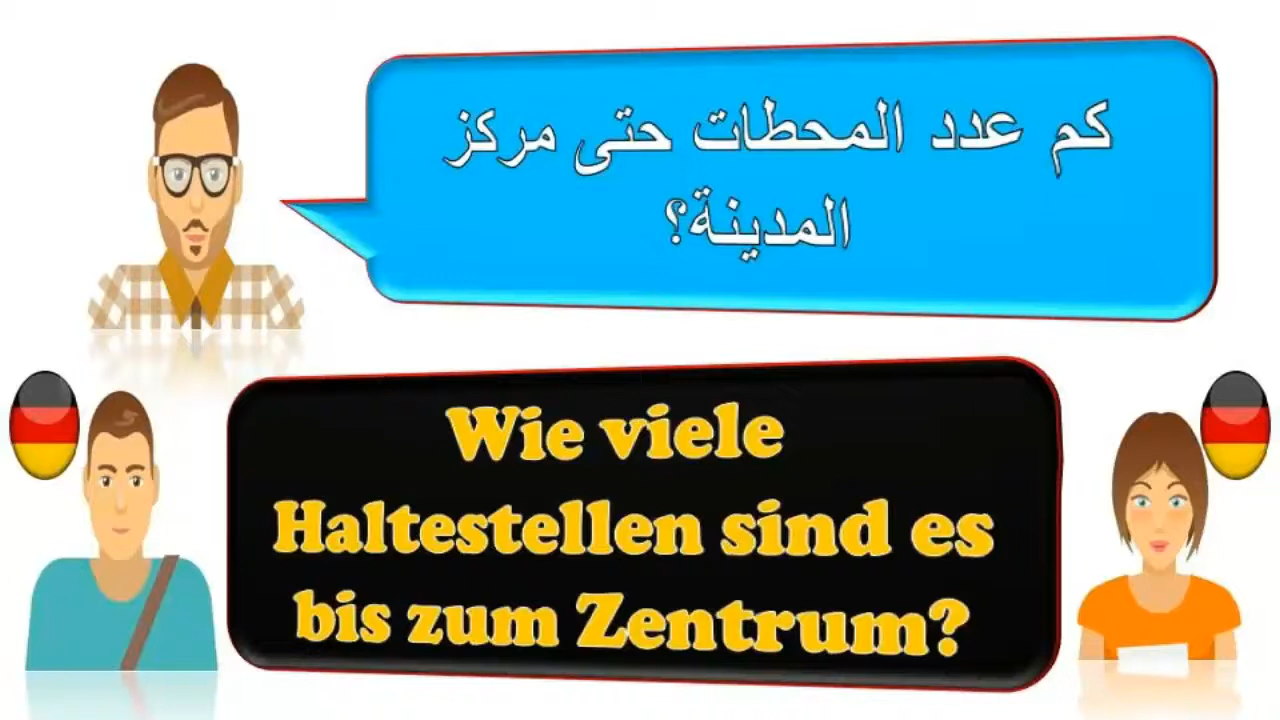 كم عدد المحطات حتى مركز
المدينة؟
Wie viele
Haltestellen sind es
bis zum Zentrum?